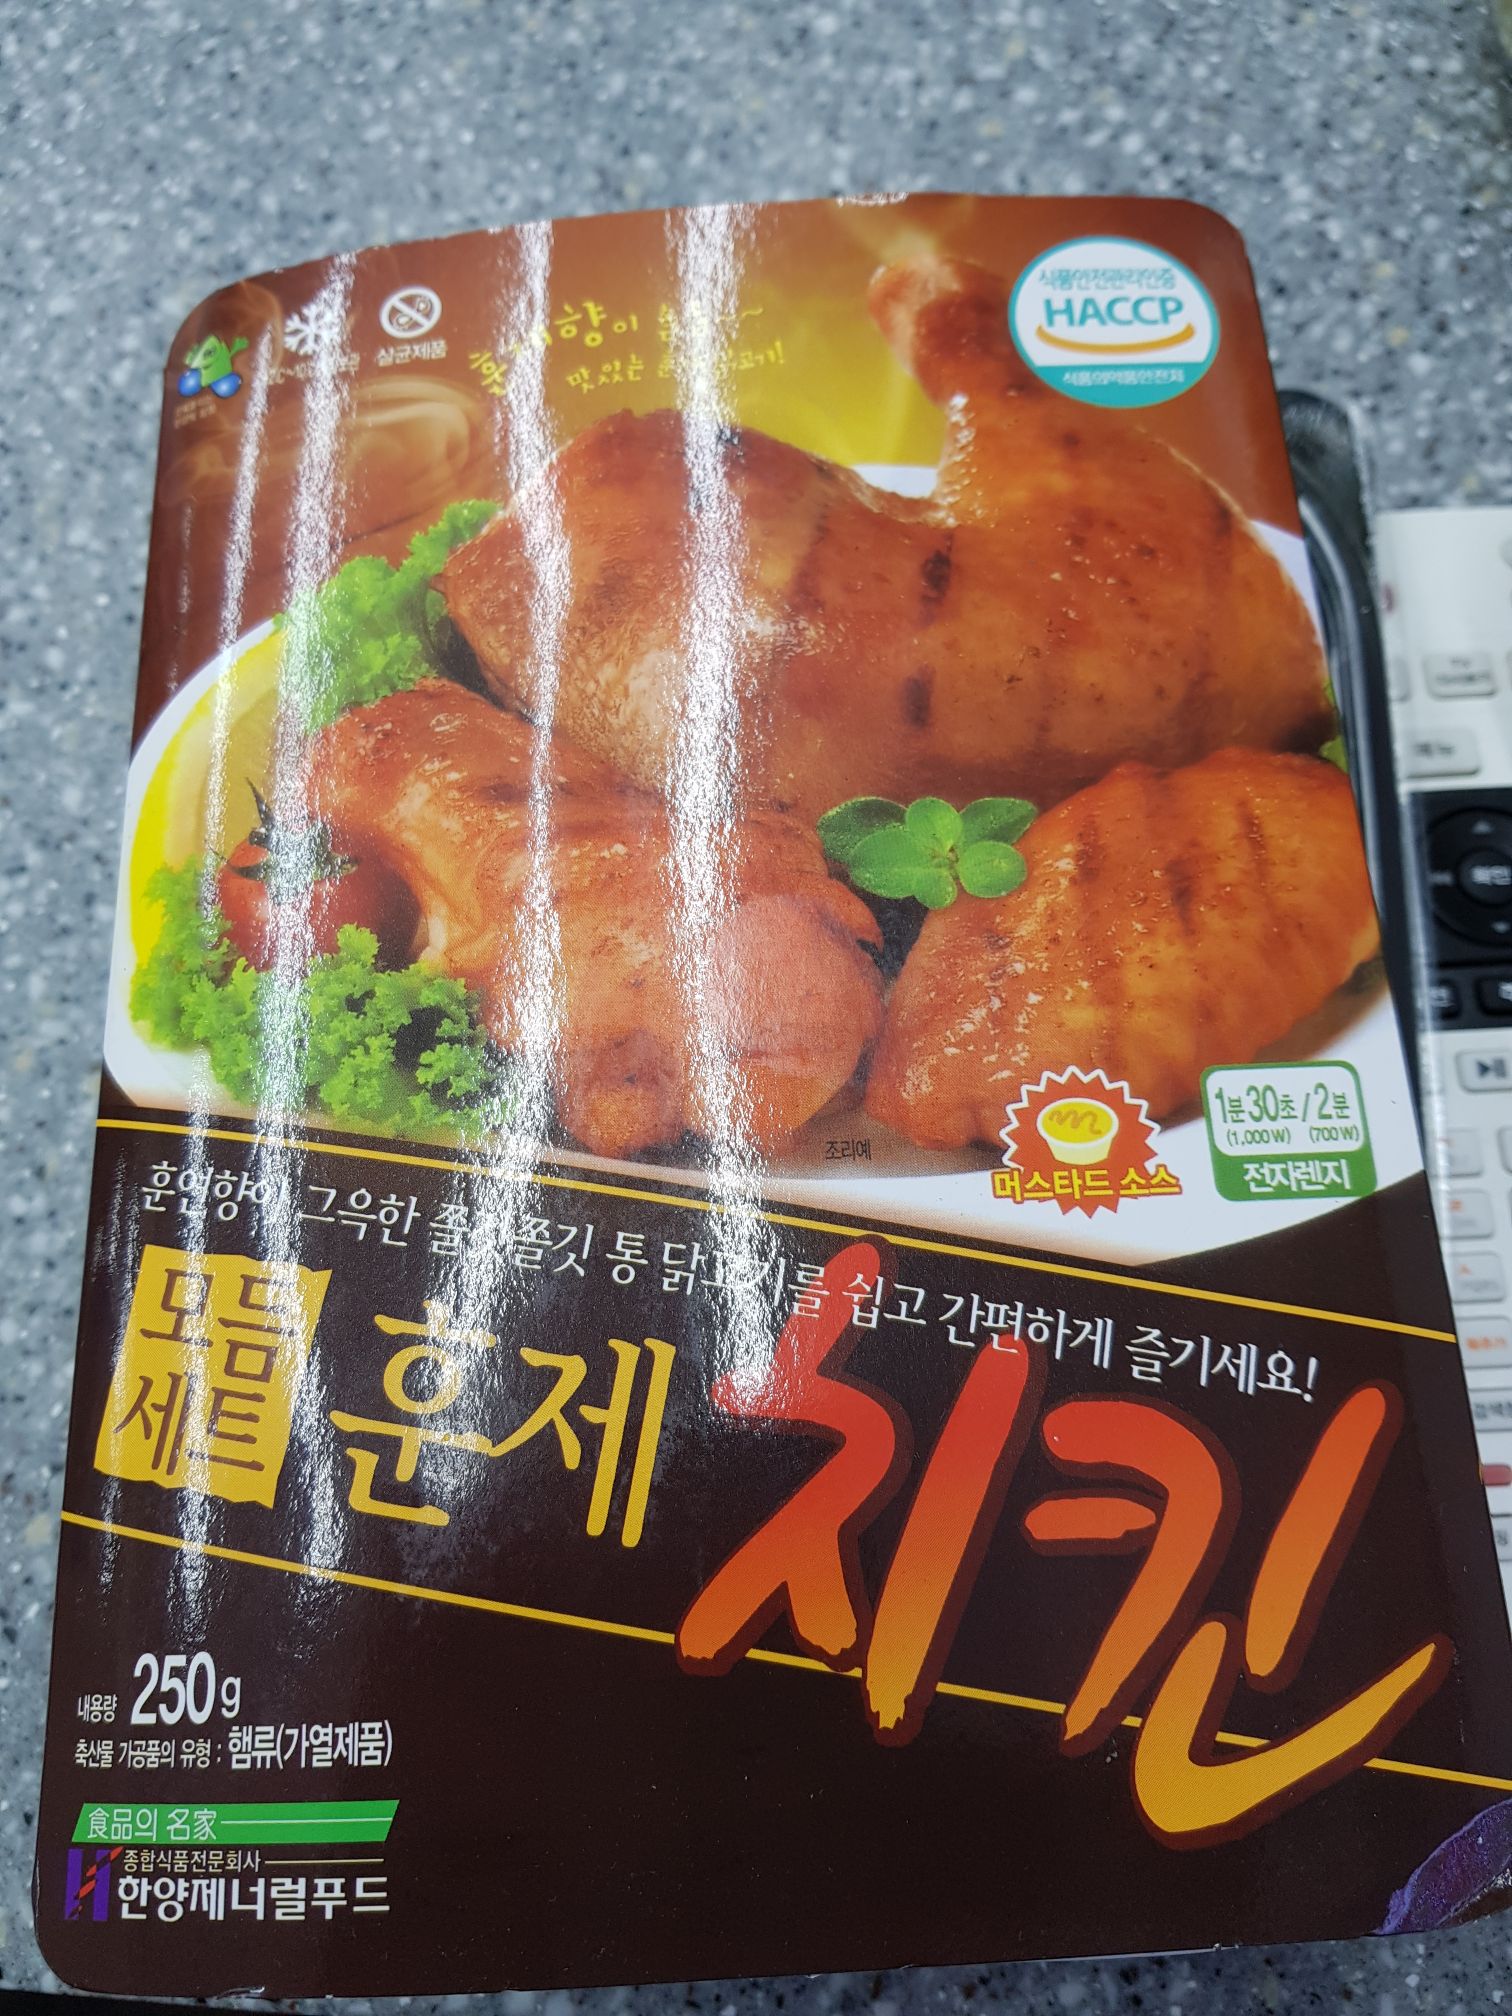 식품안전관리인증
HACCP
식품의약품안전처
살균제품
향이
맛있는
조리예
머스타드 소스
1분30초/2분
(1,000W) (700W)
전자렌지
훈연향이 그윽한 쫄깃쫄깃 통 닭고기를 쉽고 간편하게 즐기세요!
모듬
세트
훈제
치킨
내용량 250g
축산물 가공품의 유형 : 햄류(가열제품)
食品의 名家
종합식품전문회사
한양제너럴푸드
확인